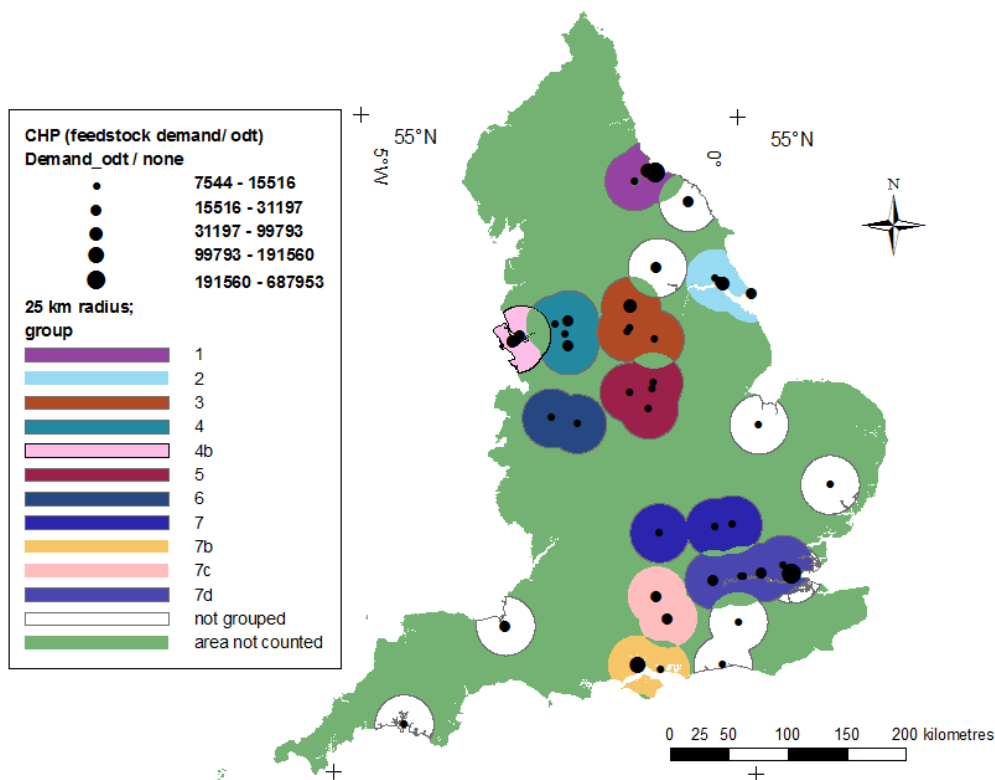 CHP (feedstock demand/ odt)
Demand_odt / none
7544 - 15516
15516 - 31197
31197 - 99793
99793 - 191560
191560 - 687953
25 km radius;
group
1
2
3
4
4b
5
6
7
7b
7c
7d
not grouped
area not counted
55°N
5°W
55°N
0°
N
0 25 50 100 150 200 kilometres